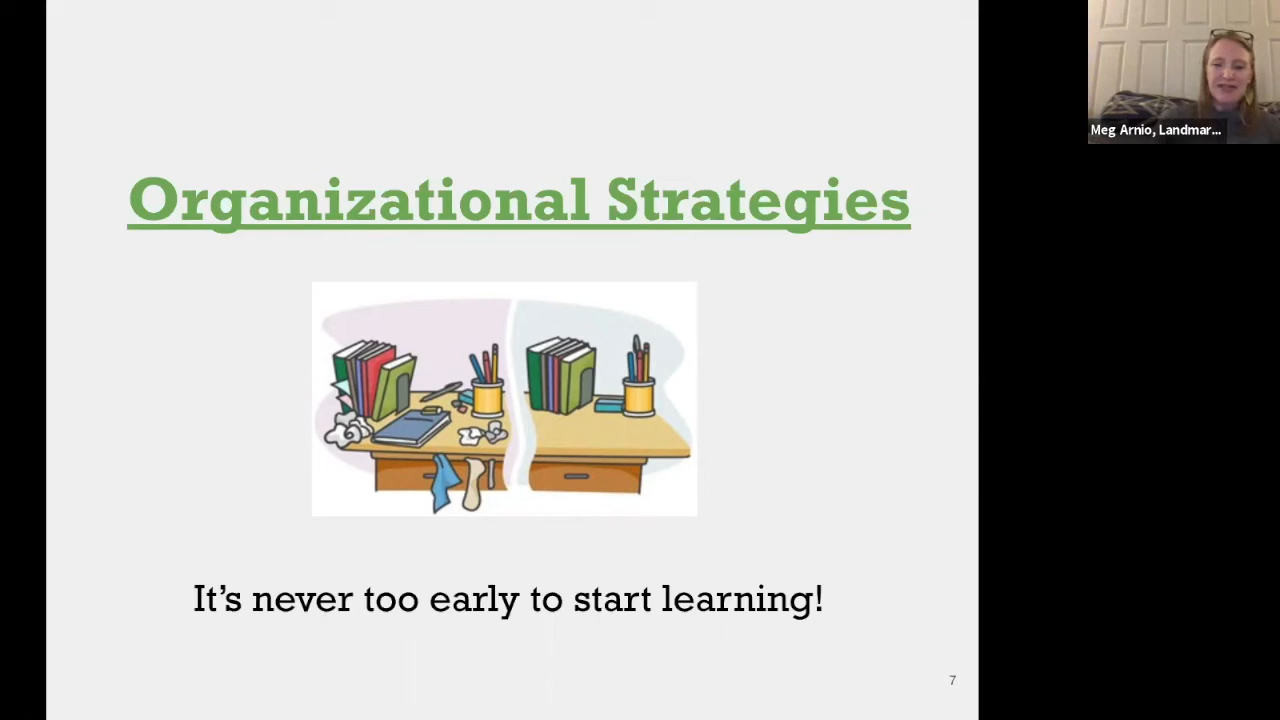 Organizational Strategies
It's never too early to start learning!
7
Meg Arnio, Landmar...